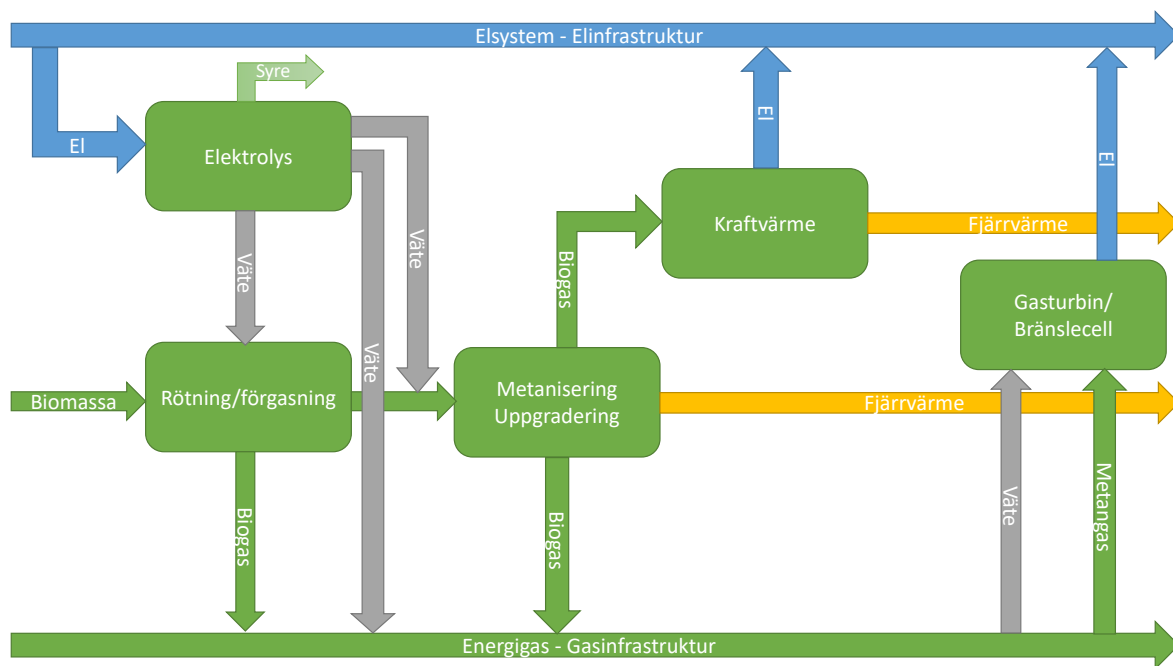 Elsystem - Elinfrastruktur
Syre
El
Elektrolys
El
El
Kraftvärme
Fjärrvärme
Väte
Väte
Väte
Biogas
Gasturbin/
Bränslecell
Biomassa
Rötning/förgasning
Metanisering
Uppgradering
Fjärrvärme
Biogas
Biogas
Väte
Metangas
Energigas - Gasinfrastruktur